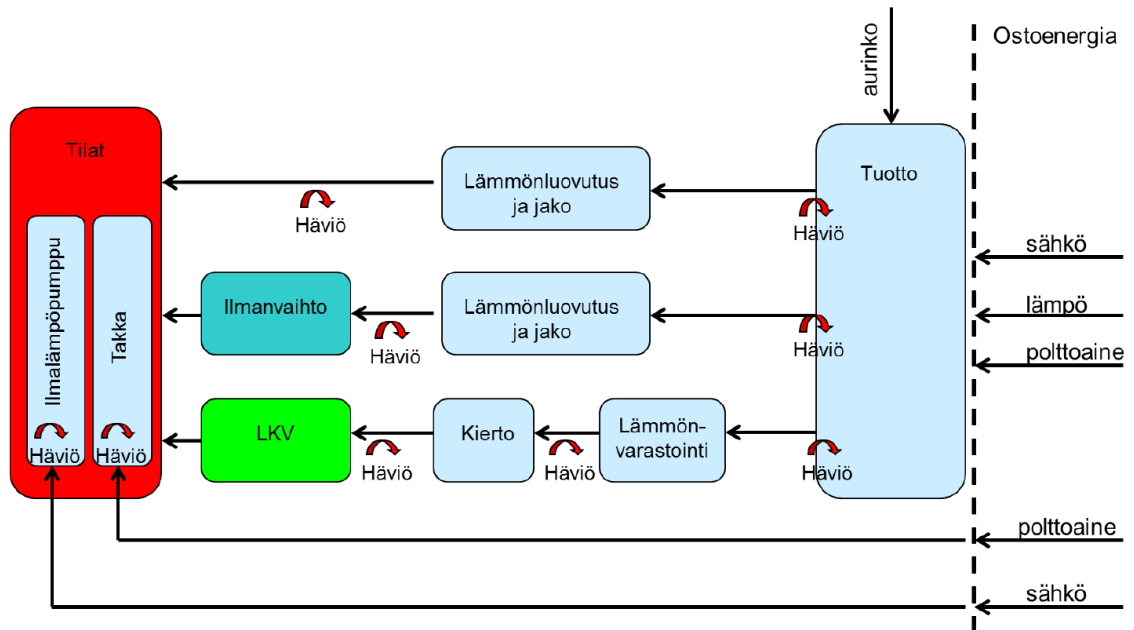 aurinko
Ostoenergia
Tilat
Lämmönluovutus
ja jako
Tuotto
Häviö
Häviö
sähkö
Ilmalämpöpumppu
Takka
Ilmanvaihto
Lämmönluovutus
ja jako
lämpö
Häviö
Häviö
polttoaine
LKV
Kierto
Lämmön-
varastointi
Häviö
Häviö
Häviö
Häviö
Häviö
polttoaine
sähkö